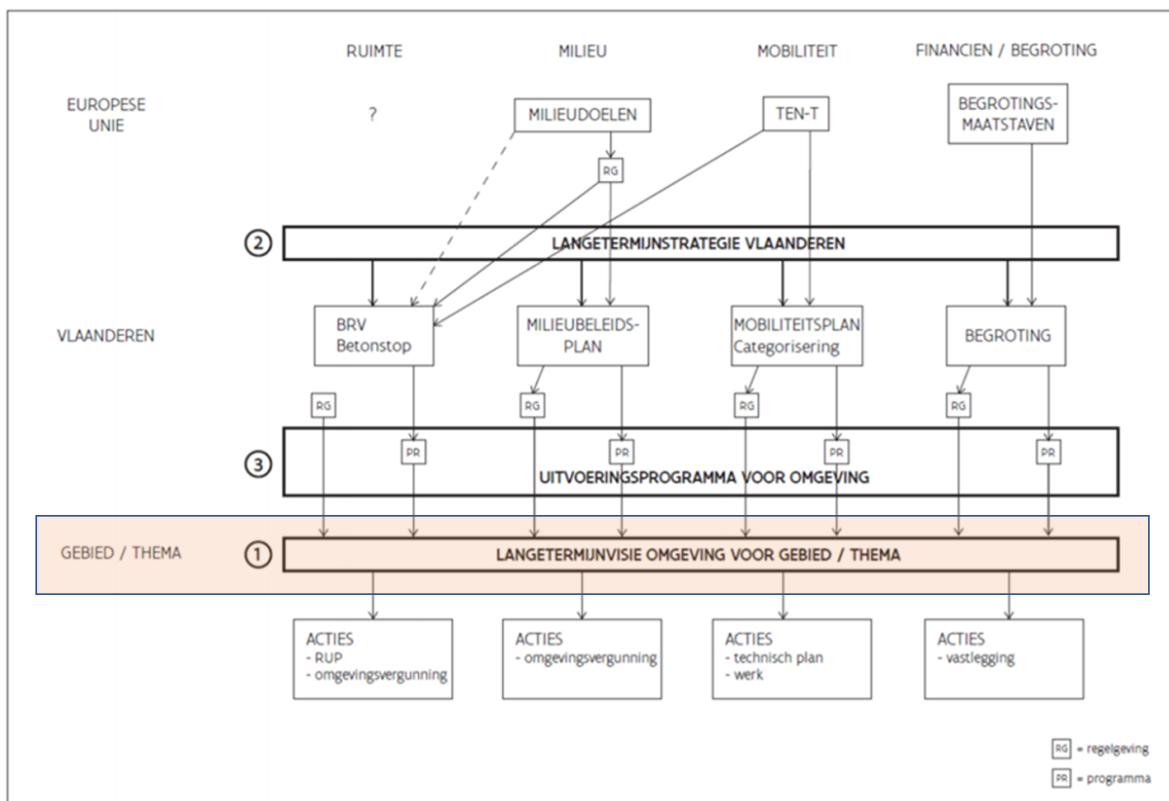 RUIMTE
MILIEU
MOBILITEIT
FINANCIEN / BEGROTING
EUROPESE
UNIE
?
MILIEUDOELEN
TEN-T
BEGROTINGS-
MAATSTAVEN
RG
2
LANGETERMIJNSTRATEGIE VLAANDEREN
VLAANDEREN
BRV
Betonstop
MILIEUBELEIDS-
PLAN
MOBILITEITSPLAN
Categorisering
BEGROTING
RG
RG
RG
RG
3
PR
PR
PR
PR
UITVOERINGSPROGRAMMA VOOR OMGEVING
GEBIED / THEMA
1
LANGETERMIJNVISIE OMGEVING VOOR GEBIED / THEMA
ACTIES
- RUP
- omgevingsvergunning
ACTIES
- omgevingsvergunning
ACTIES
- technisch plan
- werk
ACTIES
- vastlegging
RG = regelgeving
PR = programma